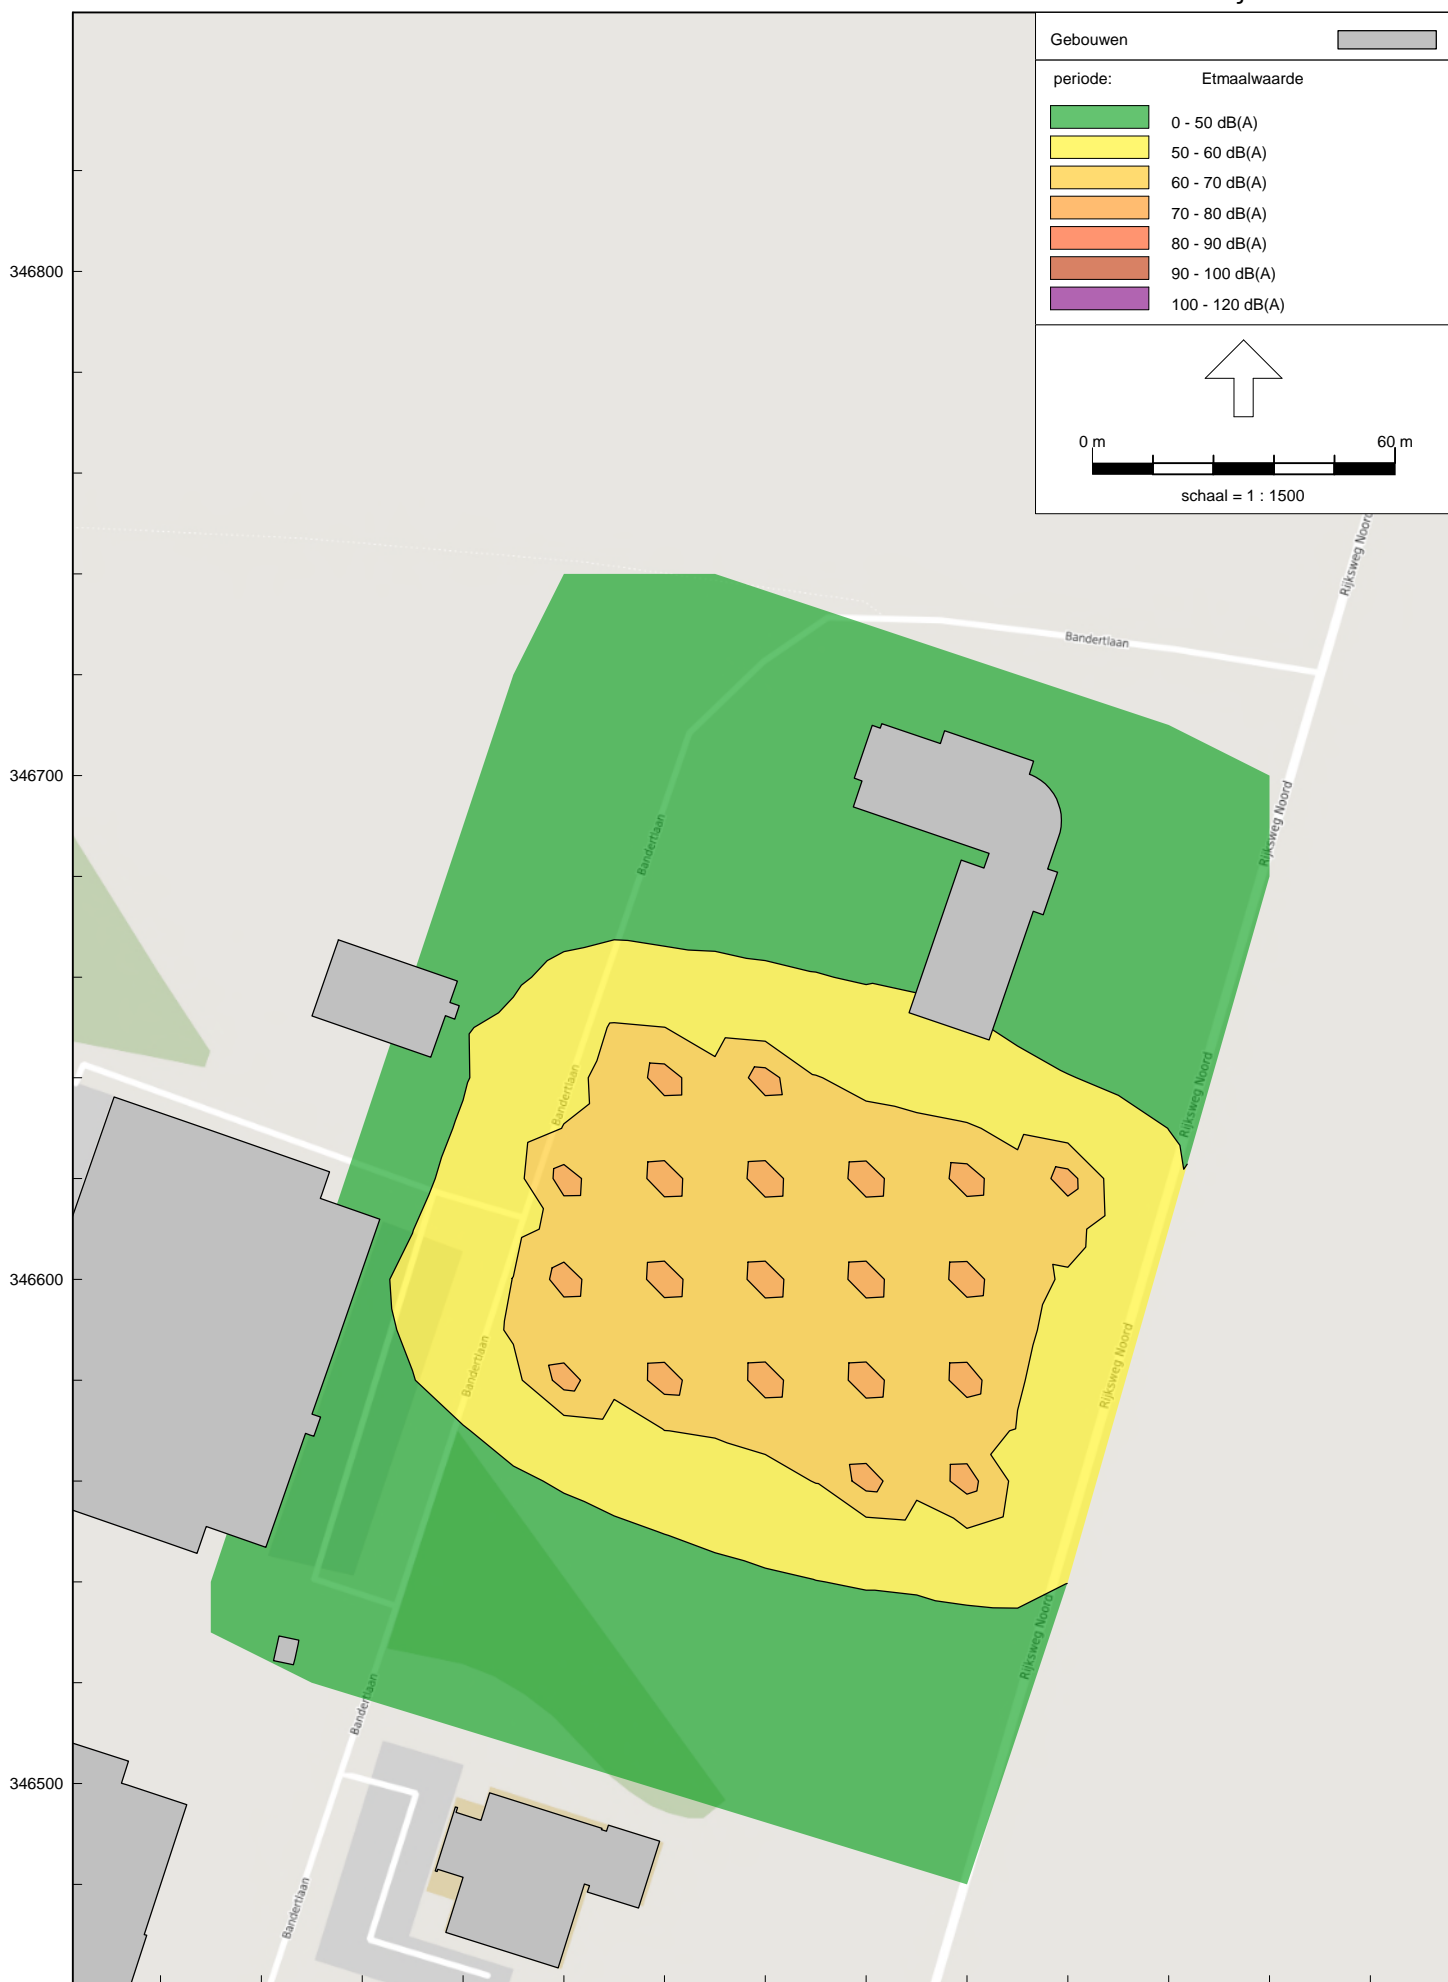 Gebouwen
periode: Etmaalwaarde
0 - 50 dB(A)
50 - 60 dB(A)
60 - 70 dB(A)
70 - 80 dB(A)
80 - 90 dB(A)
90 - 100 dB(A)
100 - 120 dB(A)
0 m 60 m
schaal = 1 : 1500
346800
346700
346600
346500
Rijksweg Noord
Bandertlaan
Rijksweg Noord
Bandertlaan
Rijksweg Noord
Bandertlaan
Rijksweg Noord
Bandertlaan
Rijksweg Noord
Bandertlaan
Bandertlaan